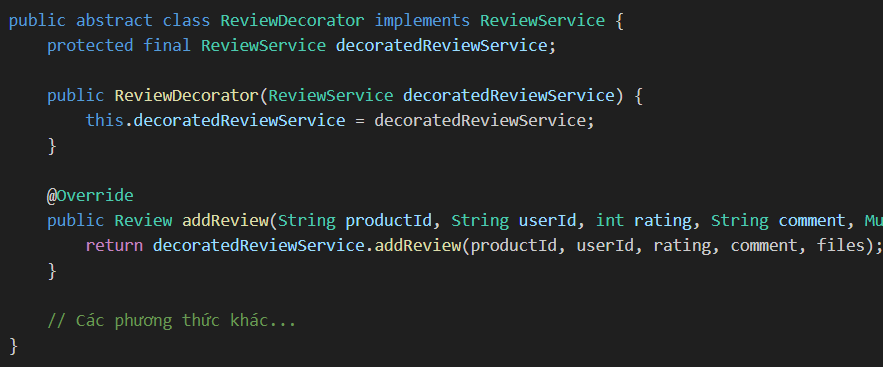 public abstract class ReviewDecorator implements ReviewService {
    protected final ReviewService decoratedReviewService;

    public ReviewDecorator(ReviewService decoratedReviewService) {
        this.decoratedReviewService = decoratedReviewService;
    }

    @Override
    public Review addReview(String productId, String userId, int rating, String comment, Mu
        return decoratedReviewService.addReview(productId, userId, rating, comment, files);
    }

    // Các phương thức khác...
}